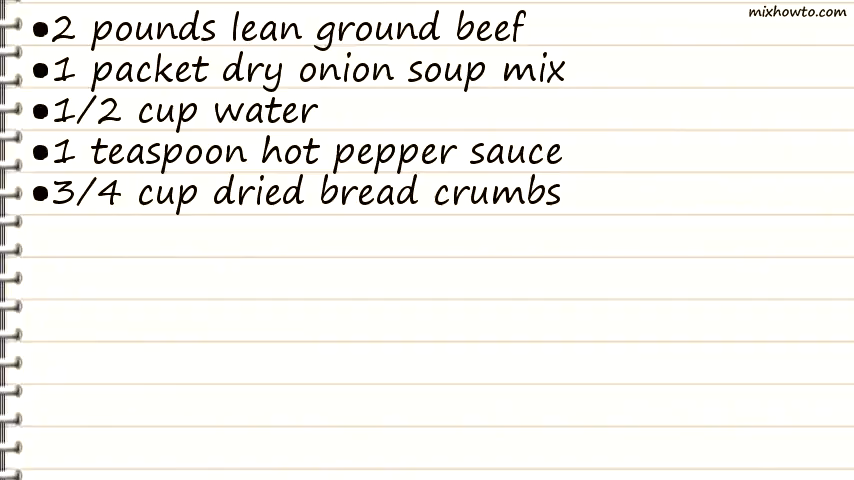 mixhowto.com
•2 pounds lean ground beef
•1 packet dry onion soup mix
•1/2 cup water
•1 teaspoon hot pepper sauce
•3/4 cup dried bread crumbs